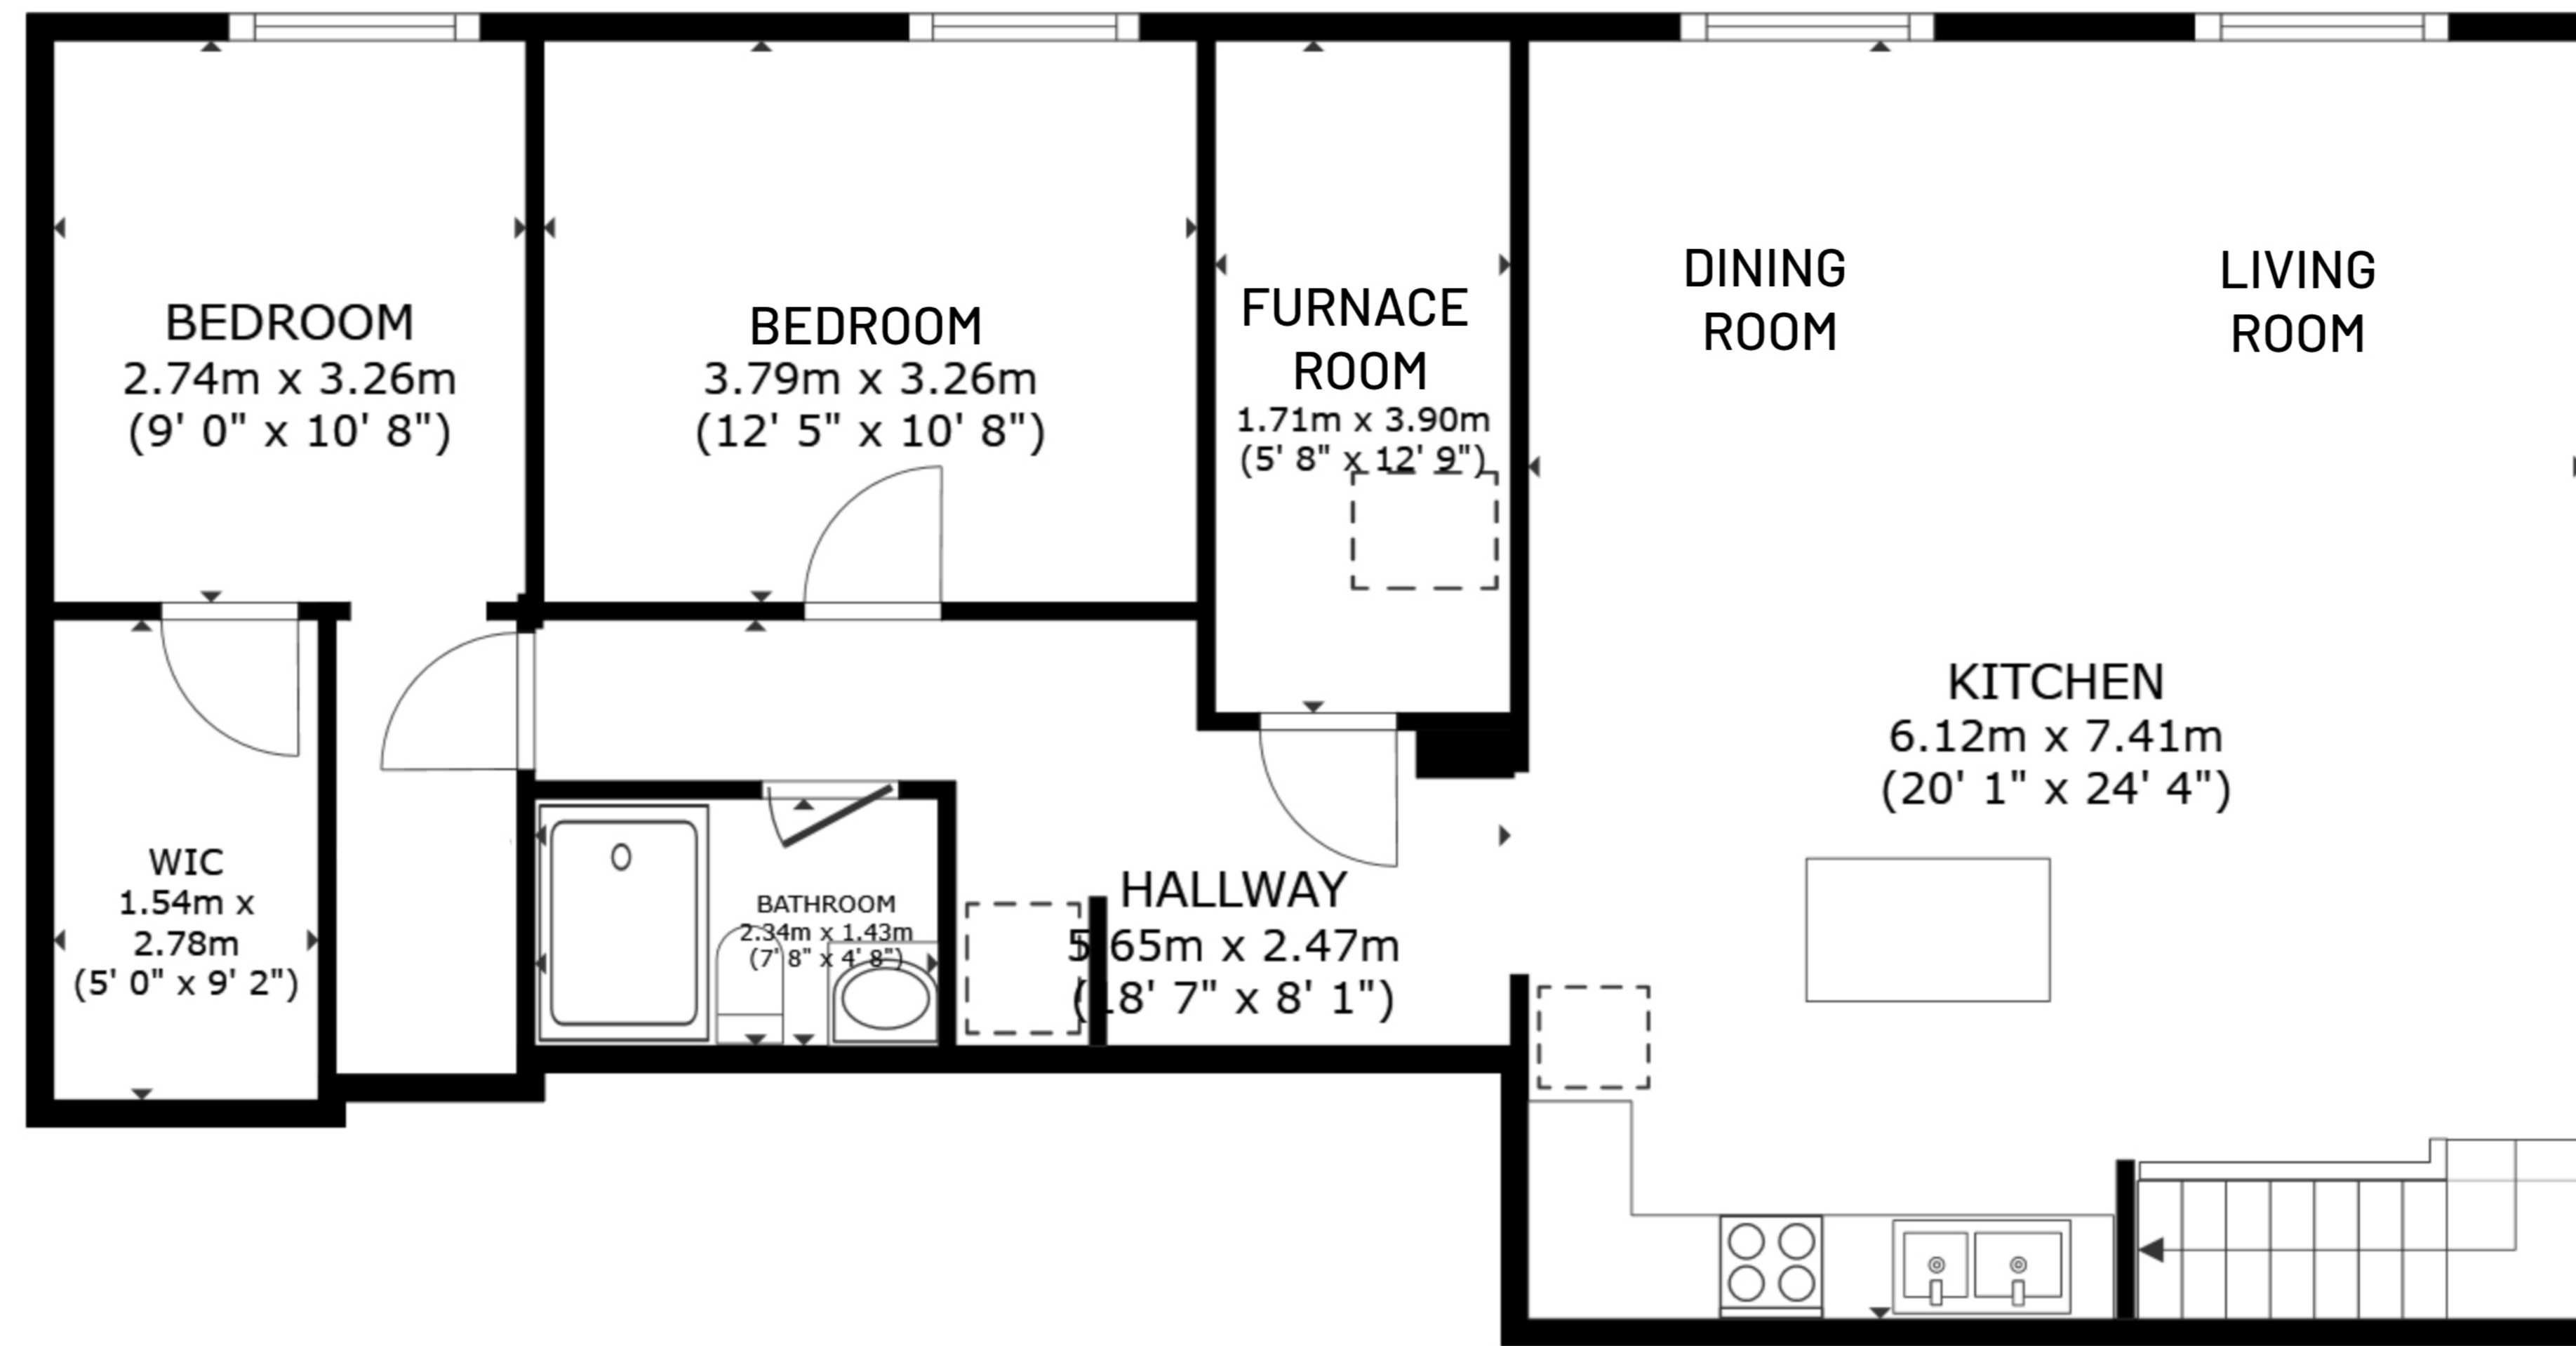 BEDROOM
2.74m x 3.26m
(9' 0" x 10' 8")
BEDROOM
3.79m x 3.26m
(12' 5" x 10' 8")
FURNACE
ROOM
1.71m x 3.90m
(5' 8" x 12' 9")
DINING
ROOM
LIVING
ROOM
KITCHEN
6.12m x 7.41m
(20' 1" x 24' 4")
WIC
1.54m x
2.78m
(5' 0" x 9' 2")
BATHROOM
2.34m x 1.43m
(7' 8" x 4' 8")
HALLWAY
5.65m x 2.47m
(18' 7" x 8' 1")